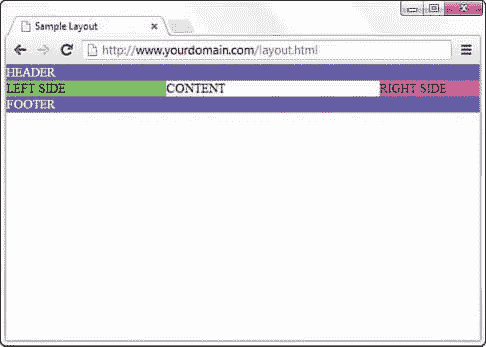 Sample Layout
http://www.yourdomain.com/layout.html
HEADER
LEFT SIDE CONTENT RIGHT SIDE
FOOTER